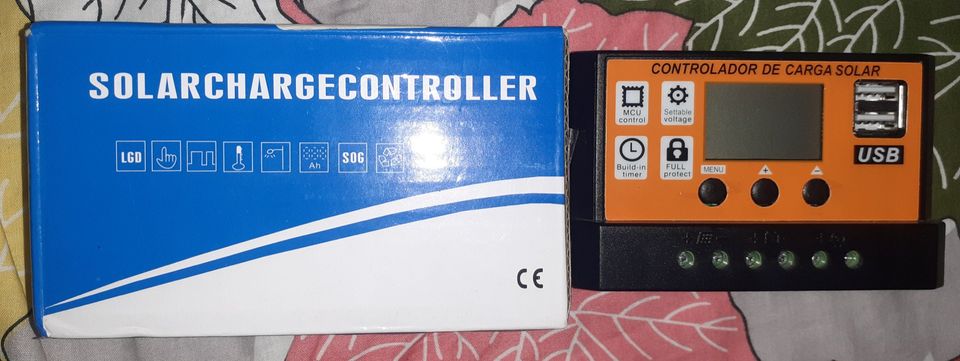 SOLARCHARGECONTROLLER
LGD
Ah
SOG
CE
CONTROLADOR DE CARGA SOLAR
MCU
control
Settable
voltage
Build-in
timer
FULL
protect
MENU
+
−
USB